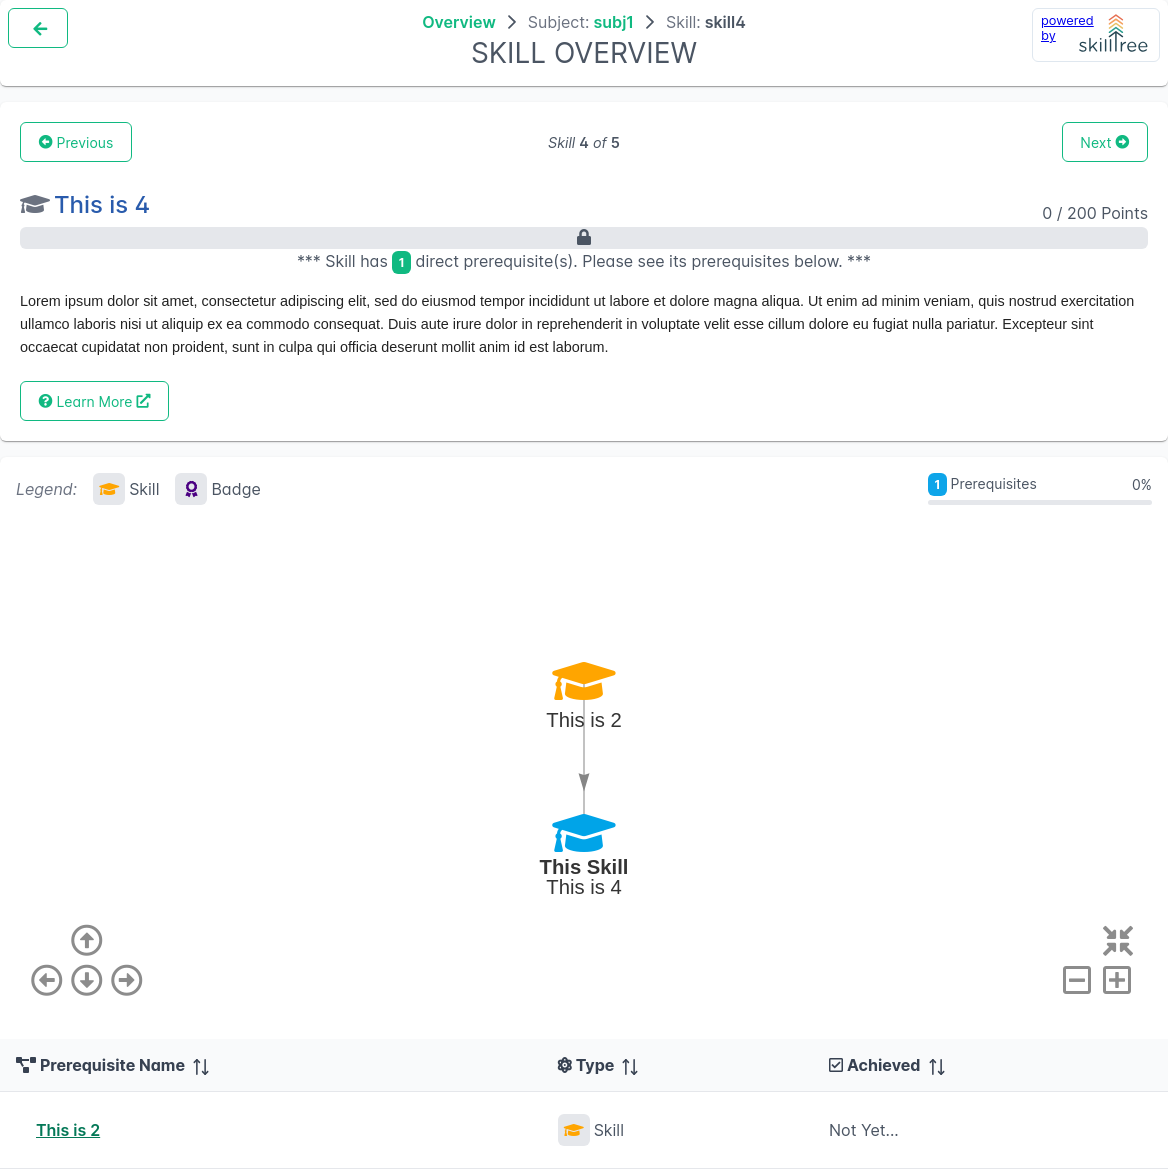 Overview > Subject: subj1 > Skill: skill4
SKILL OVERVIEW
powered by
skilltree
Previous
Skill 4 of 5
Next
This is 4
0 / 200 Points
*** Skill has 1 direct prerequisite(s). Please see its prerequisites below. ***
Lorem ipsum dolor sit amet, consectetur adipiscing elit, sed do eiusmod tempor incididunt ut labore et dolore magna aliqua. Ut enim ad minim veniam, quis nostrud exercitation
ullamco laboris nisi ut aliquip ex ea commodo consequat. Duis aute irure dolor in reprehenderit in voluptate velit esse cillum dolore eu fugiat nulla pariatur. Excepteur sint
occaecat cupidatat non proident, sunt in culpa qui officia deserunt mollit anim id est laborum.
Learn More
Legend: Skill Badge
1 Prerequisites 0%
This is 2
This Skill
This is 4
Prerequisite Name Type Achieved
This is 2 Skill Not Yet...